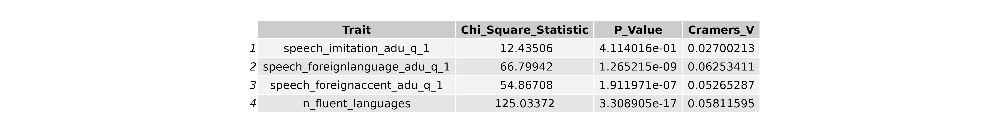 Trait Chi_Square_Statistic P_Value Cramers_V
1 speech_imitation_adu_q_1 12.43506 4.114016e-01 0.02700213
2 speech_foreignlanguage_adu_q_1 66.79942 1.265215e-09 0.06253411
3 speech_foreignaccent_adu_q_1 54.86708 1.911971e-07 0.05265287
4 n_fluent_languages 125.03372 3.308905e-17 0.05811595